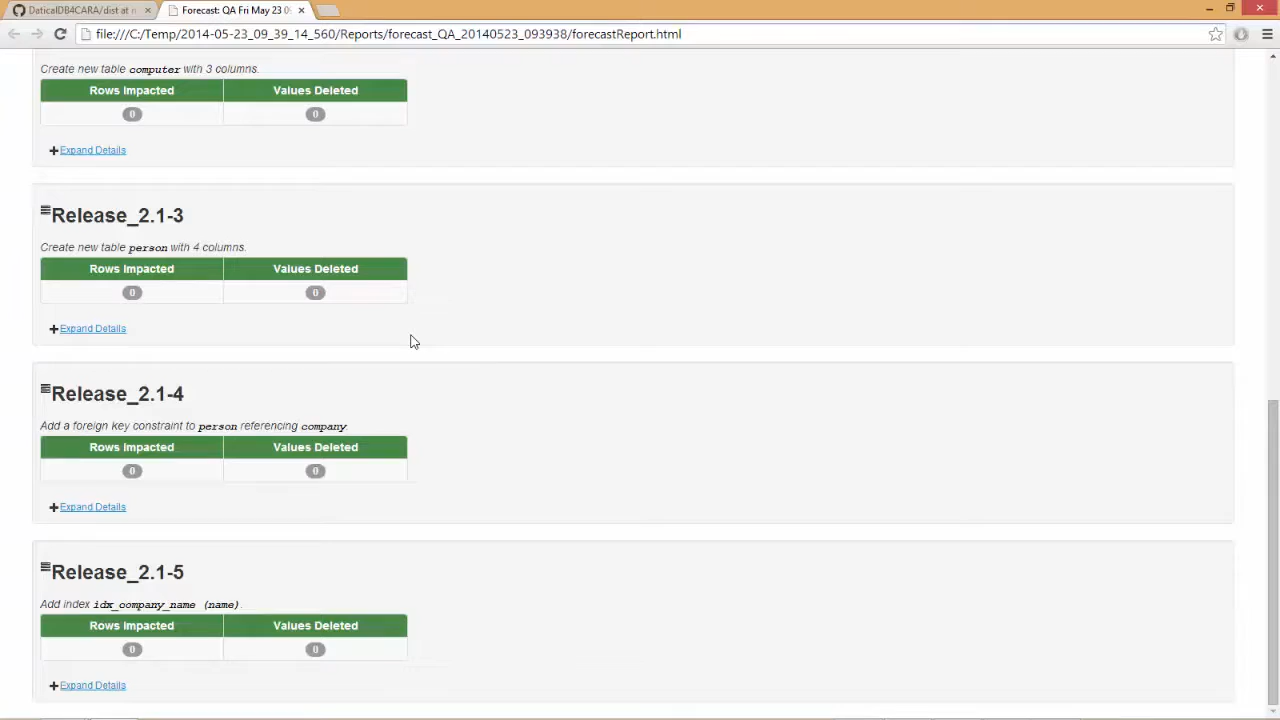 DaticalDB4CARA/dist at n
Forecast: QA Fri May 23 0
file:///C:/Temp/2014-05-23_09_39_14_560/Reports/forecast_QA_20140523_093938/forecastReport.html
Create new table computer with 3 columns.
Rows Impacted Values Deleted
0 0
Expand Details
Release_2.1-3
Create new table person with 4 columns.
Rows Impacted Values Deleted
0 0
Expand Details
Release_2.1-4
Add a foreign key constraint to person referencing company
Rows Impacted Values Deleted
0 0
Expand Details
Release_2.1-5
Add index idx_company_name (name).
Rows Impacted Values Deleted
0 0
Expand Details